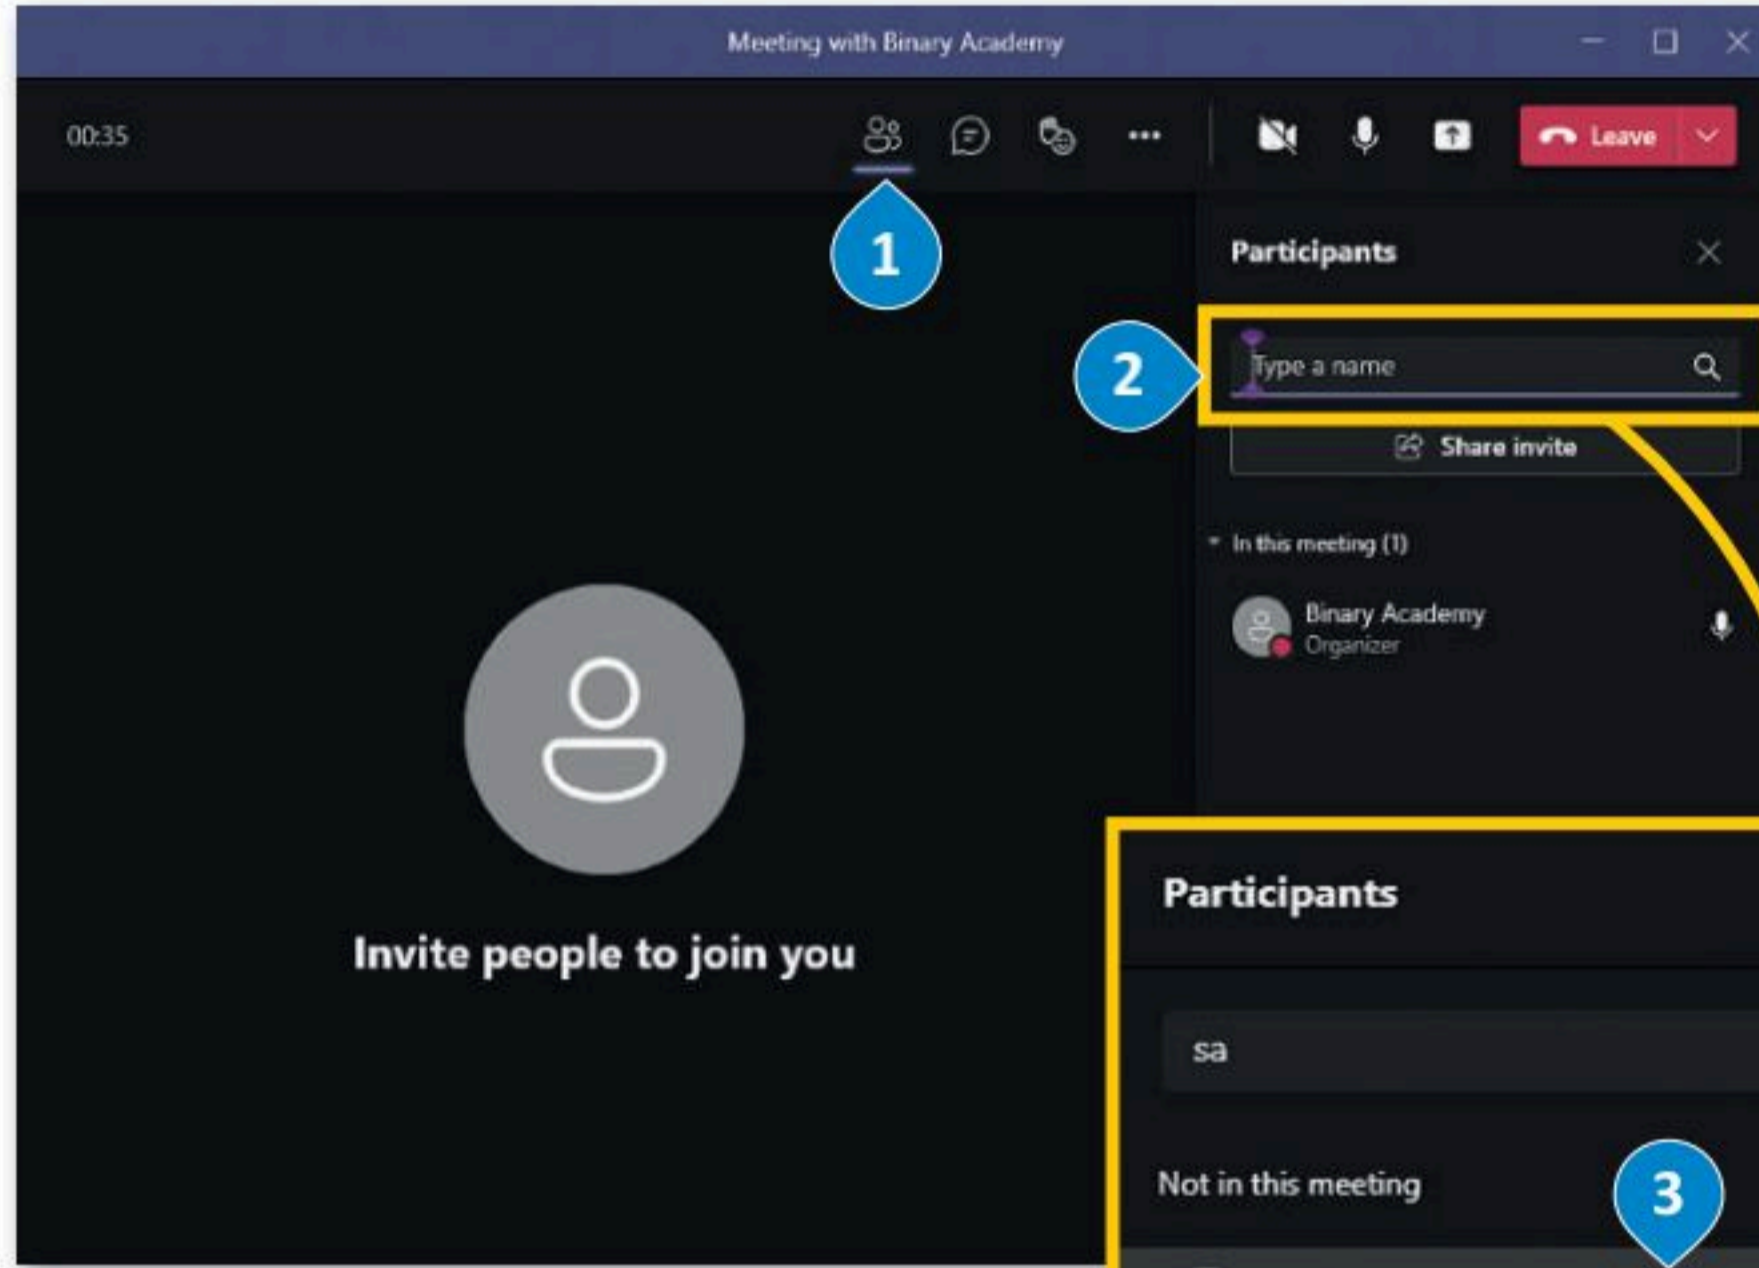 Meeting with Binary Academy
00:35
Leave
1
Participants
2
Type a name
Share invite
In this meeting (1)
Binary Academy
Organizer
Invite people to join you
Participants
sa
Not in this meeting
3